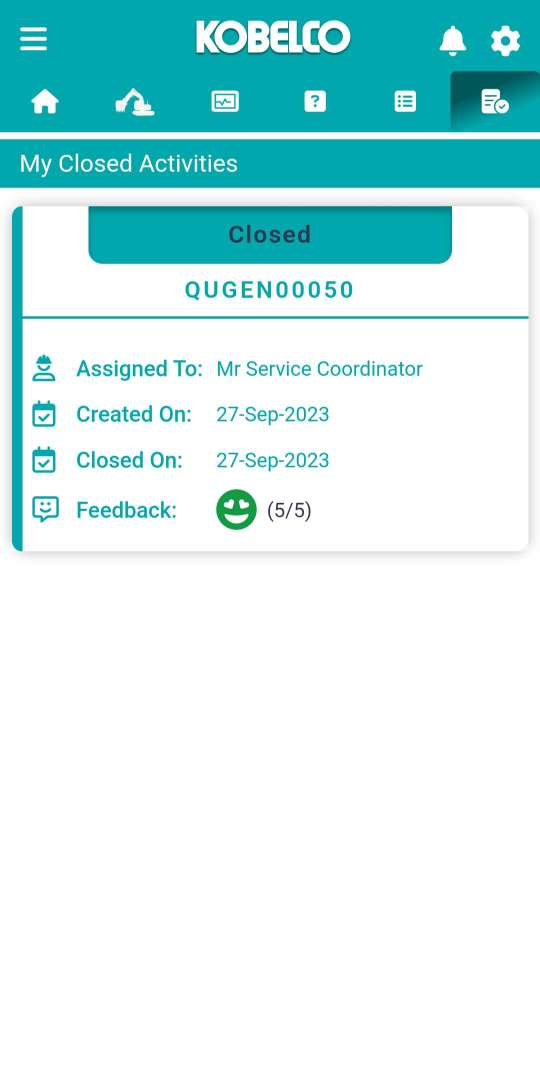 KOBELCO
?
My Closed Activities
Closed
QUGEN00050
Assigned To: Mr Service Coordinator
Created On: 27-Sep-2023
Closed On: 27-Sep-2023
Feedback: (5/5)